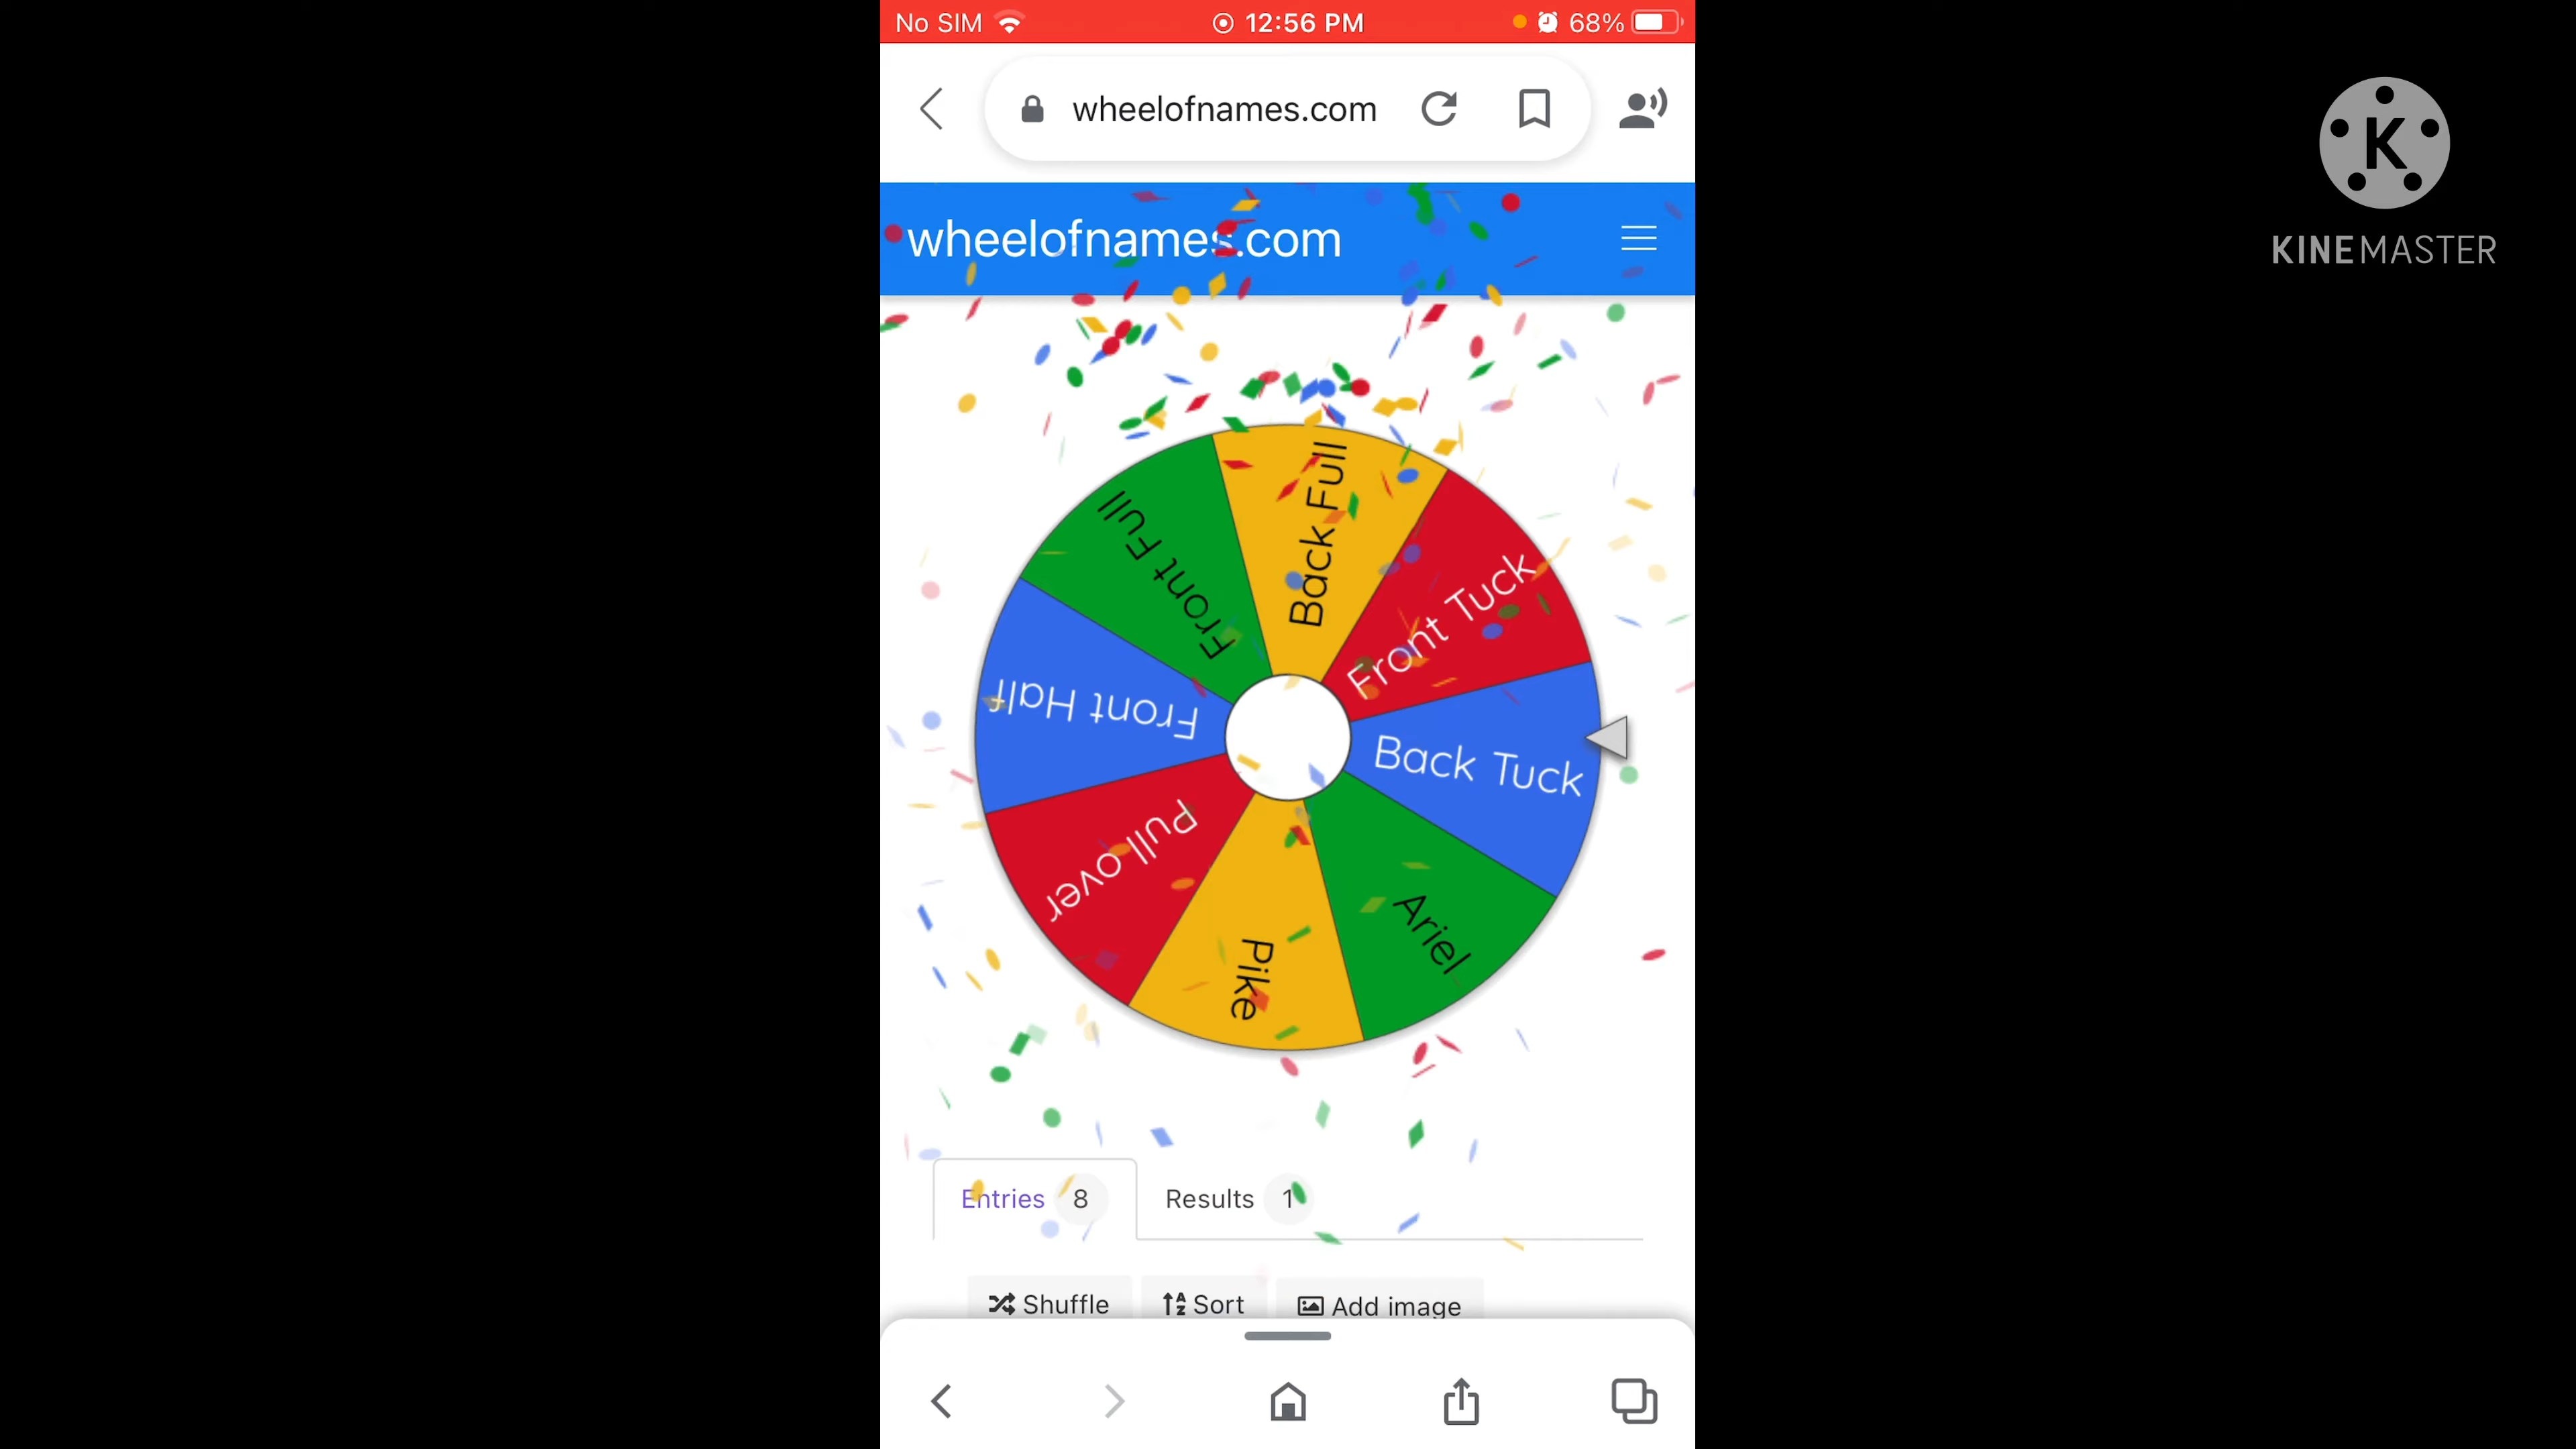 No SIM 12:56 PM 68%
wheelofnames.com
wheelofnames.com
KINEMASTER
Back Full
Front Full
Front Tuck
Front Half
Back Tuck
Pull over
Ariel
Pike
Entries 8 Results 1
Shuffle Sort Add image